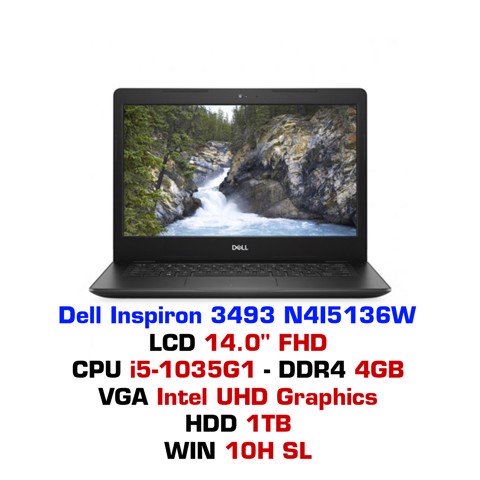 DELL
Dell Inspiron 3493 N4I5136W
LCD 14.0" FHD
CPU i5-1035G1 - DDR4 4GB
VGA Intel UHD Graphics
HDD 1TB
WIN 10H SL